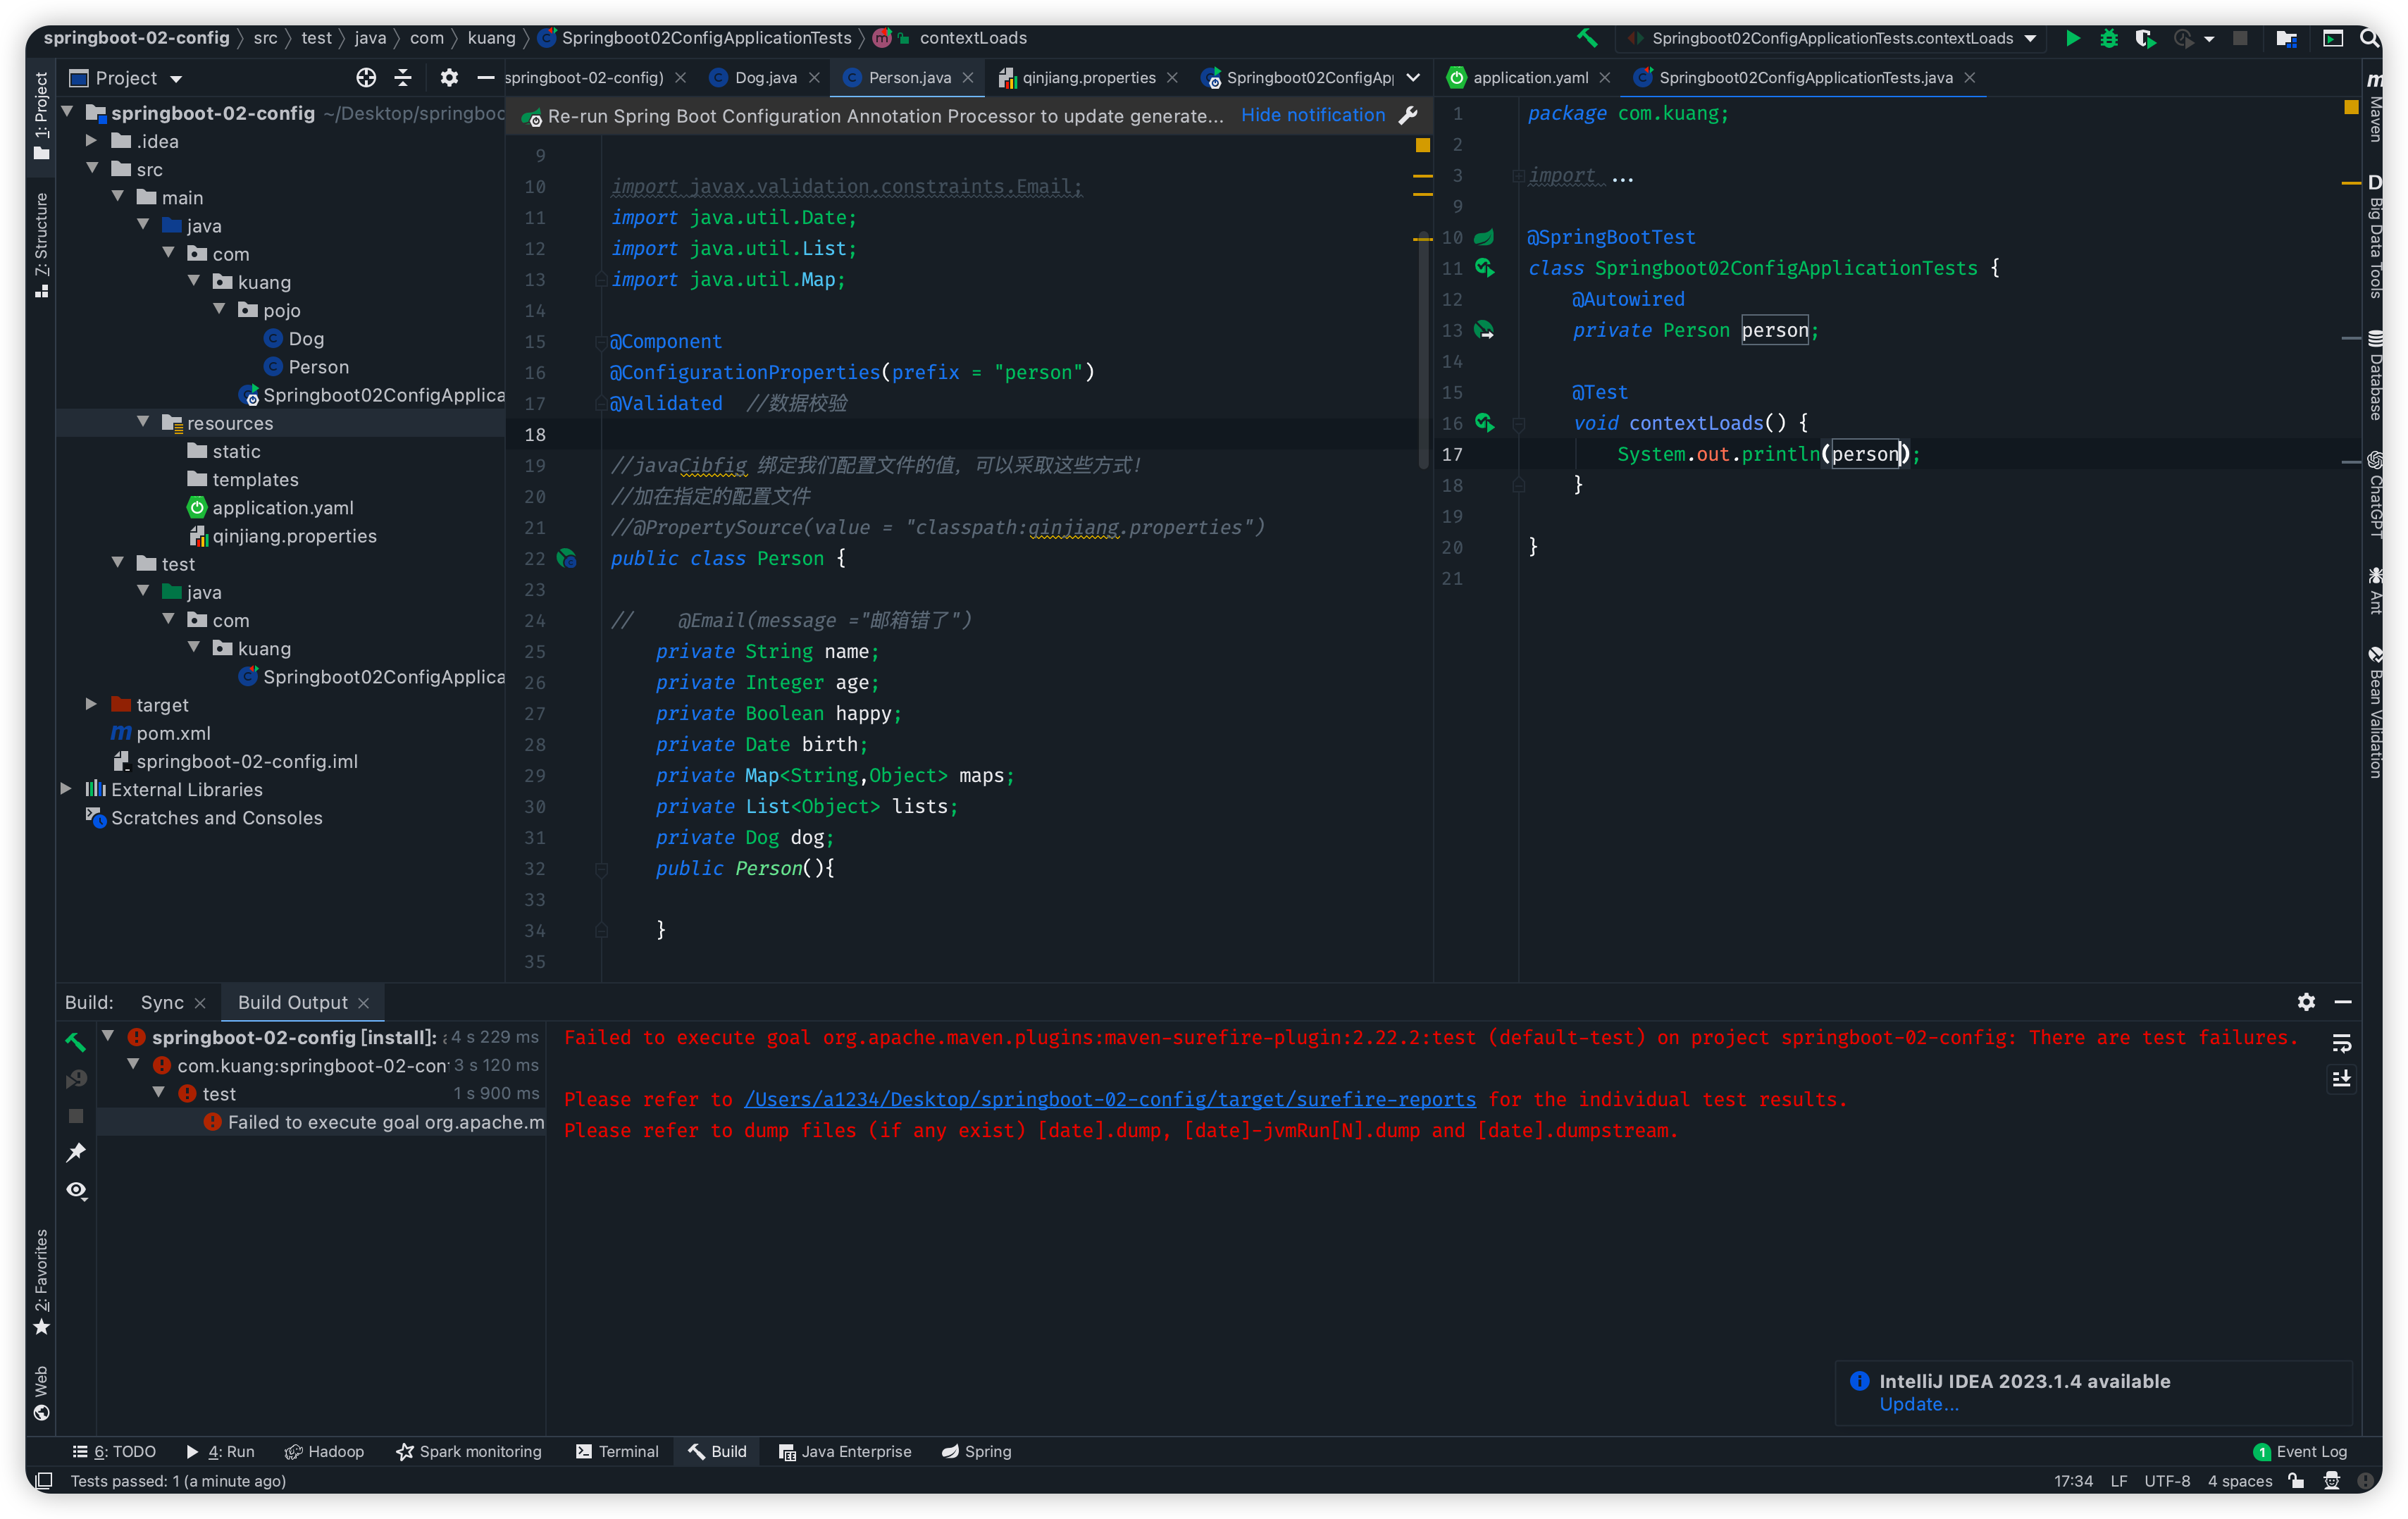 springboot-02-config 〉 src 〉 test 〉 java 〉 com 〉 kuang 〉 Springboot02ConfigApplicationTests 〉 contextLoads
Springboot02ConfigApplicationTests.contextLoads
1: Project
7: Structure
2: Favorites
Web
Project
springboot-02-config ~/Desktop/springboo
.idea
src
main
java
com
kuang
pojo
Dog
Person
Springboot02ConfigApplica
resources
static
templates
application.yaml
qinjiang.properties
test
java
com
kuang
Springboot02ConfigApplica
target
pom.xml
springboot-02-config.iml
External Libraries
Scratches and Consoles
springboot-02-config) Dog.java Person.java qinjiang.properties Springboot02ConfigAp
Re-run Spring Boot Configuration Annotation Processor to update generate... Hide notification
9
10 import javax.validation.constraints.Email;
11 import java.util.Date;
12 import java.util.List;
13 import java.util.Map;
14
15 @Component
16 @ConfigurationProperties(prefix = "person")
17 @Validated //数据校验
18
19 //javaCibfig 绑定我们配置文件的值，可以采取这些方式！
20 //加在指定的配置文件
21 //@PropertySource(value = "classpath:qinjiang.properties")
22 public class Person {
23
24 // @Email(message ="邮箱错了")
25 private String name;
26 private Integer age;
27 private Boolean happy;
28 private Date birth;
29 private Map<String,Object> maps;
30 private List<Object> lists;
31 private Dog dog;
32 public Person(){
33
34 }
35
application.yaml Springboot02ConfigApplicationTests.java
1 package com.kuang;
2
3 import ...
9
10 @SpringBootTest
11 class Springboot02ConfigApplicationTests {
12 @Autowired
13 private Person person;
14
15 @Test
16 void contextLoads() {
17 System.out.println(person);
18 }
19
20 }
21
Maven
Big Data Tools
Database
ChatGPT
Ant
Bean Validation
Build: Sync Build Output
springboot-02-config [install]: 4 s 229 ms
com.kuang:springboot-02-con 3 s 120 ms
test 1 s 900 ms
Failed to execute goal org.apache.m
Failed to execute goal org.apache.maven.plugins:maven-surefire-plugin:2.22.2:test (default-test) on project springboot-02-config: There are test failures.
Please refer to /Users/a1234/Desktop/springboot-02-config/target/surefire-reports for the individual test results.
Please refer to dump files (if any exist) [date].dump, [date]-jvmRun[N].dump and [date].dumpstream.
IntelliJ IDEA 2023.1.4 available
Update...
6: TODO 4: Run Hadoop Spark monitoring Terminal Build Java Enterprise Spring 1 Event Log
Tests passed: 1 (a minute ago) 17:34 LF UTF-8 4 spaces